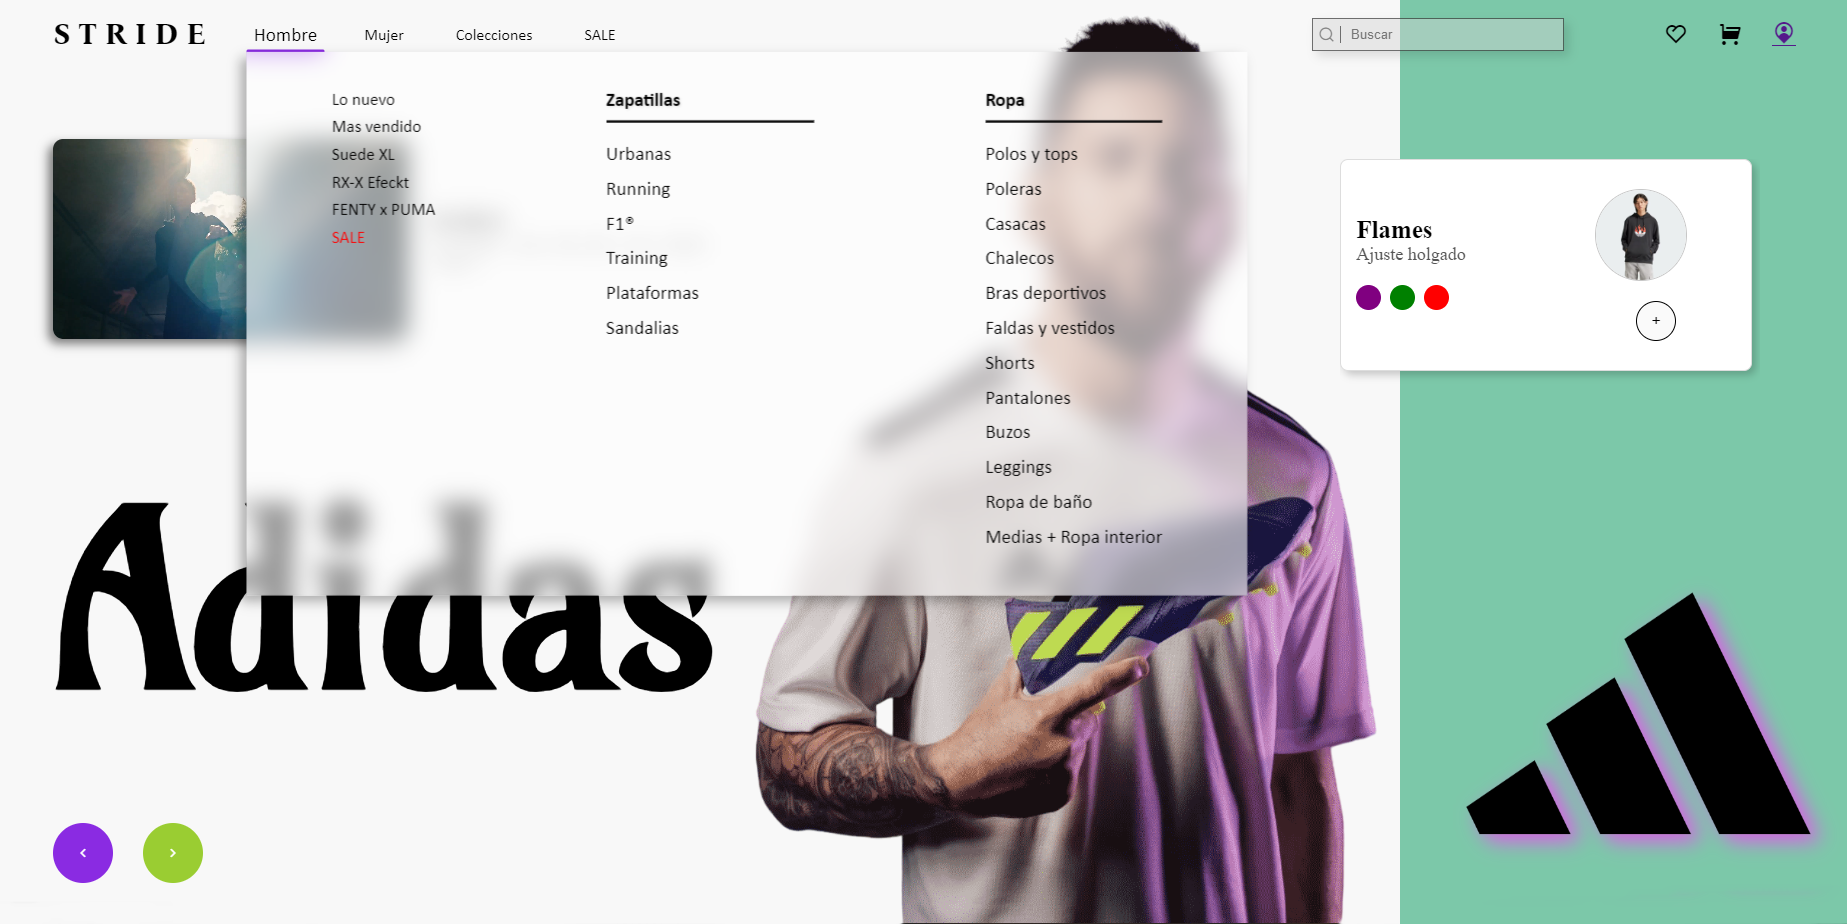 STRIDE
Hombre
Mujer
Colecciones
SALE
Buscar
Lo nuevo
Mas vendido
Suede XL
RX-X Efeckt
FENTY x PUMA
SALE
Zapatillas
Urbanas
Running
F1®
Training
Plataformas
Sandalias
Ropa
Polos y tops
Poleras
Casacas
Chalecos
Bras deportivos
Faldas y vestidos
Shorts
Pantalones
Buzos
Leggings
Ropa de baño
Medias + Ropa interior
Flames
Ajuste holgado
+
Adidas
<
>